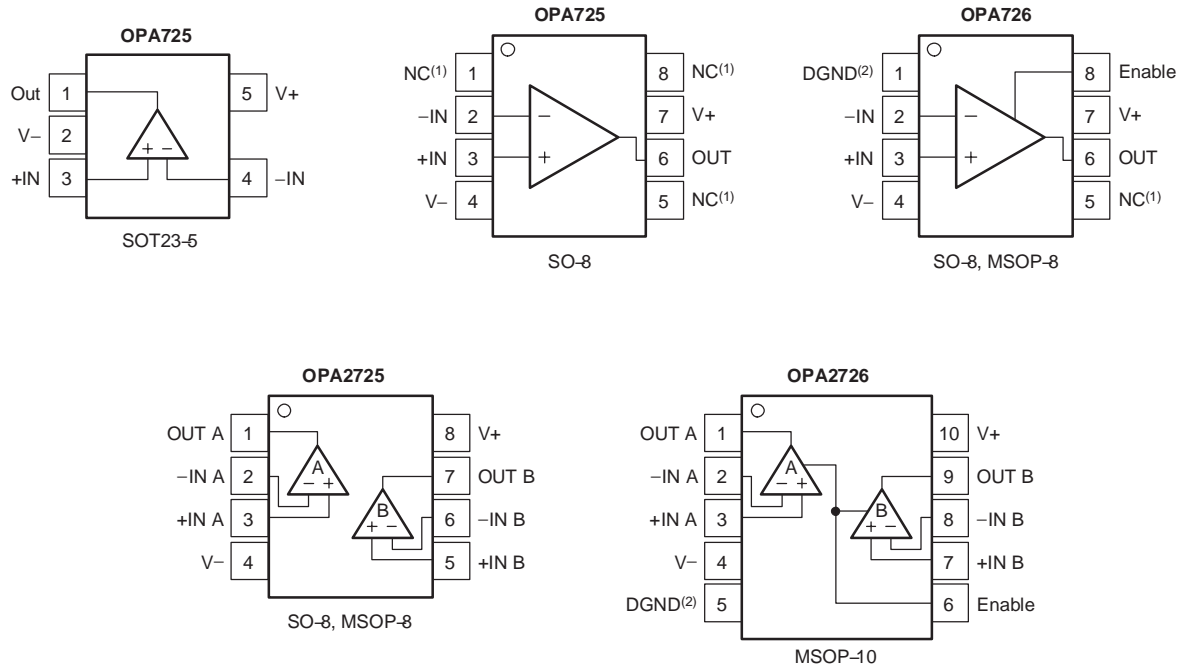 OPA725
Out 1
5 V+
V− 2
+ −
+IN 3
4 −IN
SOT23-5
OPA725
NC(1) 1
8 NC(1)
−IN 2
−
7 V+
+IN 3
+
6 OUT
V− 4
5 NC(1)
SO-8
OPA726
DGND(2) 1
8 Enable
−IN 2
−
7 V+
+IN 3
+
6 OUT
V− 4
5 NC(1)
SO-8, MSOP-8
OPA2725
OUT A 1
8 V+
A
−IN A 2
− +
7 OUT B
B
+IN A 3
+ −
6 −IN B
V− 4
5 +IN B
SO-8, MSOP-8
OPA2726
OUT A 1
10 V+
A
−IN A 2
− +
9 OUT B
B
+IN A 3
+ −
8 −IN B
V− 4
7 +IN B
DGND(2) 5
6 Enable
MSOP-10